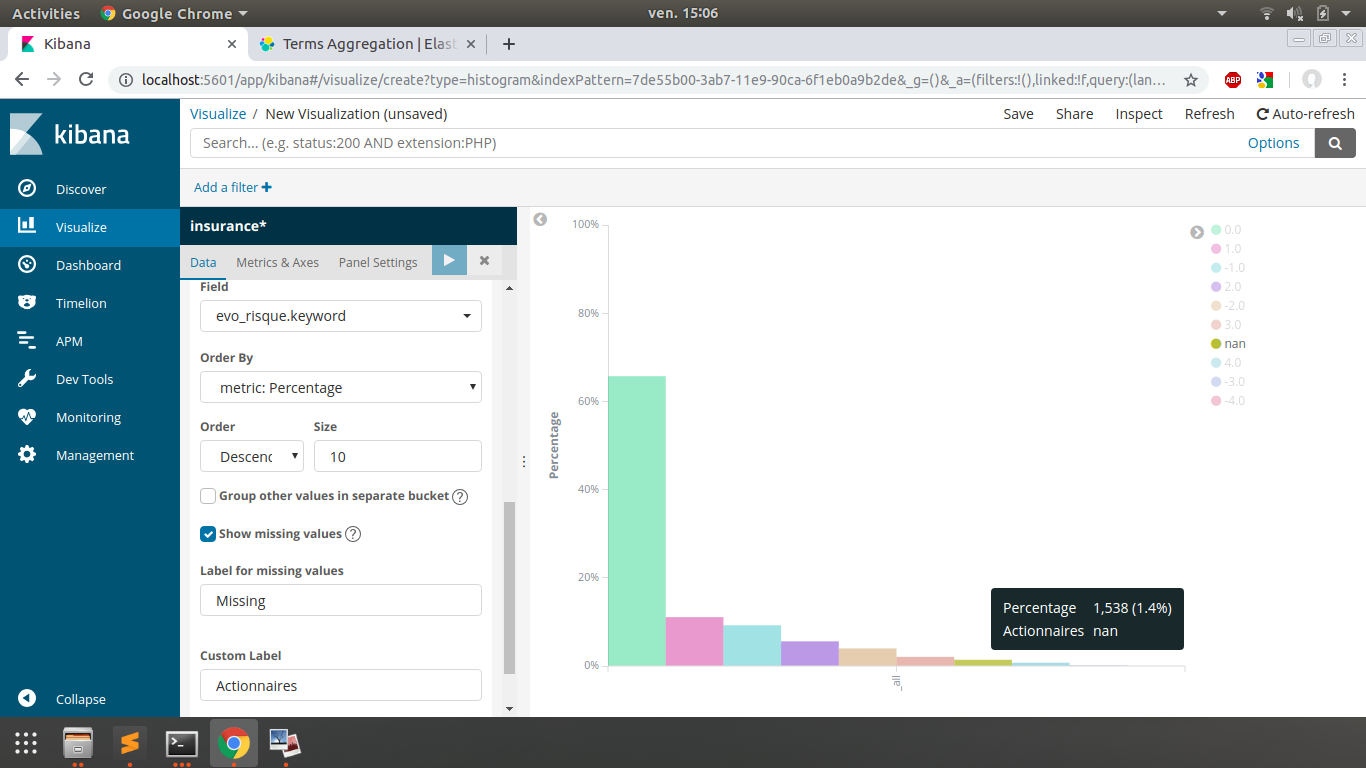 Activities
Google Chrome
ven. 15:06
Kibana
Terms Aggregation | Elast
localhost:5601/app/kibana#/visualize/create?type=histogram&indexPattern=7de55b00-3ab7-11e9-90ca-6f1eb0a9b2de&_g=()&_a=(filters:!(),linked:!f,query:(lan...
ABP
kibana
Discover
Visualize
Dashboard
Timelion
APM
Dev Tools
Monitoring
Management
Collapse
Visualize / New Visualization (unsaved)
Save
Share
Inspect
Refresh
Auto-refresh
Search... (e.g. status:200 AND extension:PHP)
Options
Add a filter +
insurance*
Data
Metrics & Axes
Panel Settings
Field
evo_risque.keyword
Order By
metric: Percentage
Order
Size
Descenc
10
Group other values in separate bucket ?
Show missing values ?
Label for missing values
Missing
Custom Label
Actionnaires
100%
80%
60%
40%
20%
0%
Percentage
_all
Percentage 1,538 (1.4%)
Actionnaires nan
0.0
1.0
-1.0
2.0
-2.0
3.0
nan
4.0
-3.0
-4.0